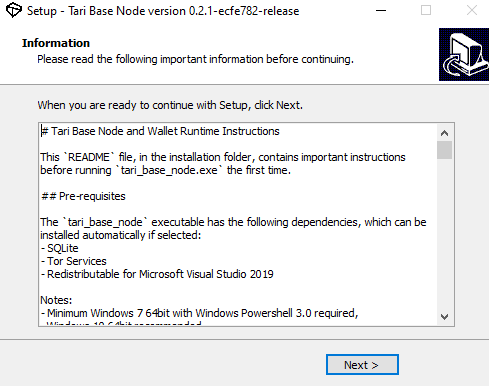 Setup - Tari Base Node version 0.2.1-ecfe782-release
Information
Please read the following important information before continuing.
When you are ready to continue with Setup, click Next.
# Tari Base Node and Wallet Runtime Instructions
This `README` file, in the installation folder, contains important instructions
before running `tari_base_node.exe` the first time.
## Pre-requisites
The `tari_base_node` executable has the following dependencies, which can be
installed automatically if selected:
- SQLite
- Tor Services
- Redistributable for Microsoft Visual Studio 2019
Notes:
- Minimum Windows 7 64bit with Windows Powershell 3.0 required,
- Windows 10 64bit recommended
Next >